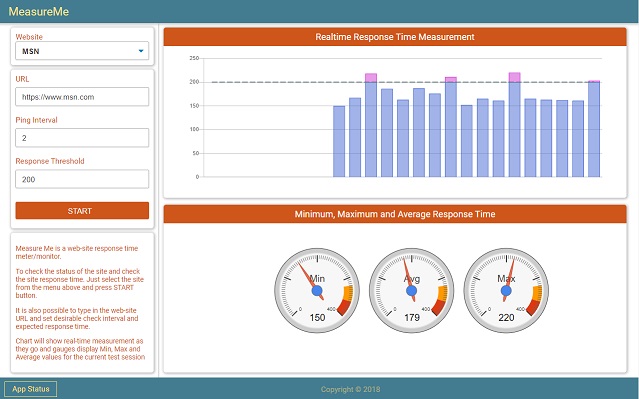 MeasureMe
Website
MSN
URL
https://www.msn.com
Ping Interval
2
Response Threshold
200
START
Measure Me is a web-site response time
meter/monitor.
To check the status of the site and check
the site response time. Just select the site
from the menu above and press START
button.
It is also possible to type in the web-site
URL and set desirable check interval and
expected response time.
Chart will show real-time measurement as
they go and gauges display Min, Max and
Average values for the current test session
Realtime Response Time Measurement
250
200
150
100
50
0
Minimum, Maximum and Average Response Time
Min
0
400
150
Avg
0
400
179
Max
0
400
220
App Status
Copyright © 2018